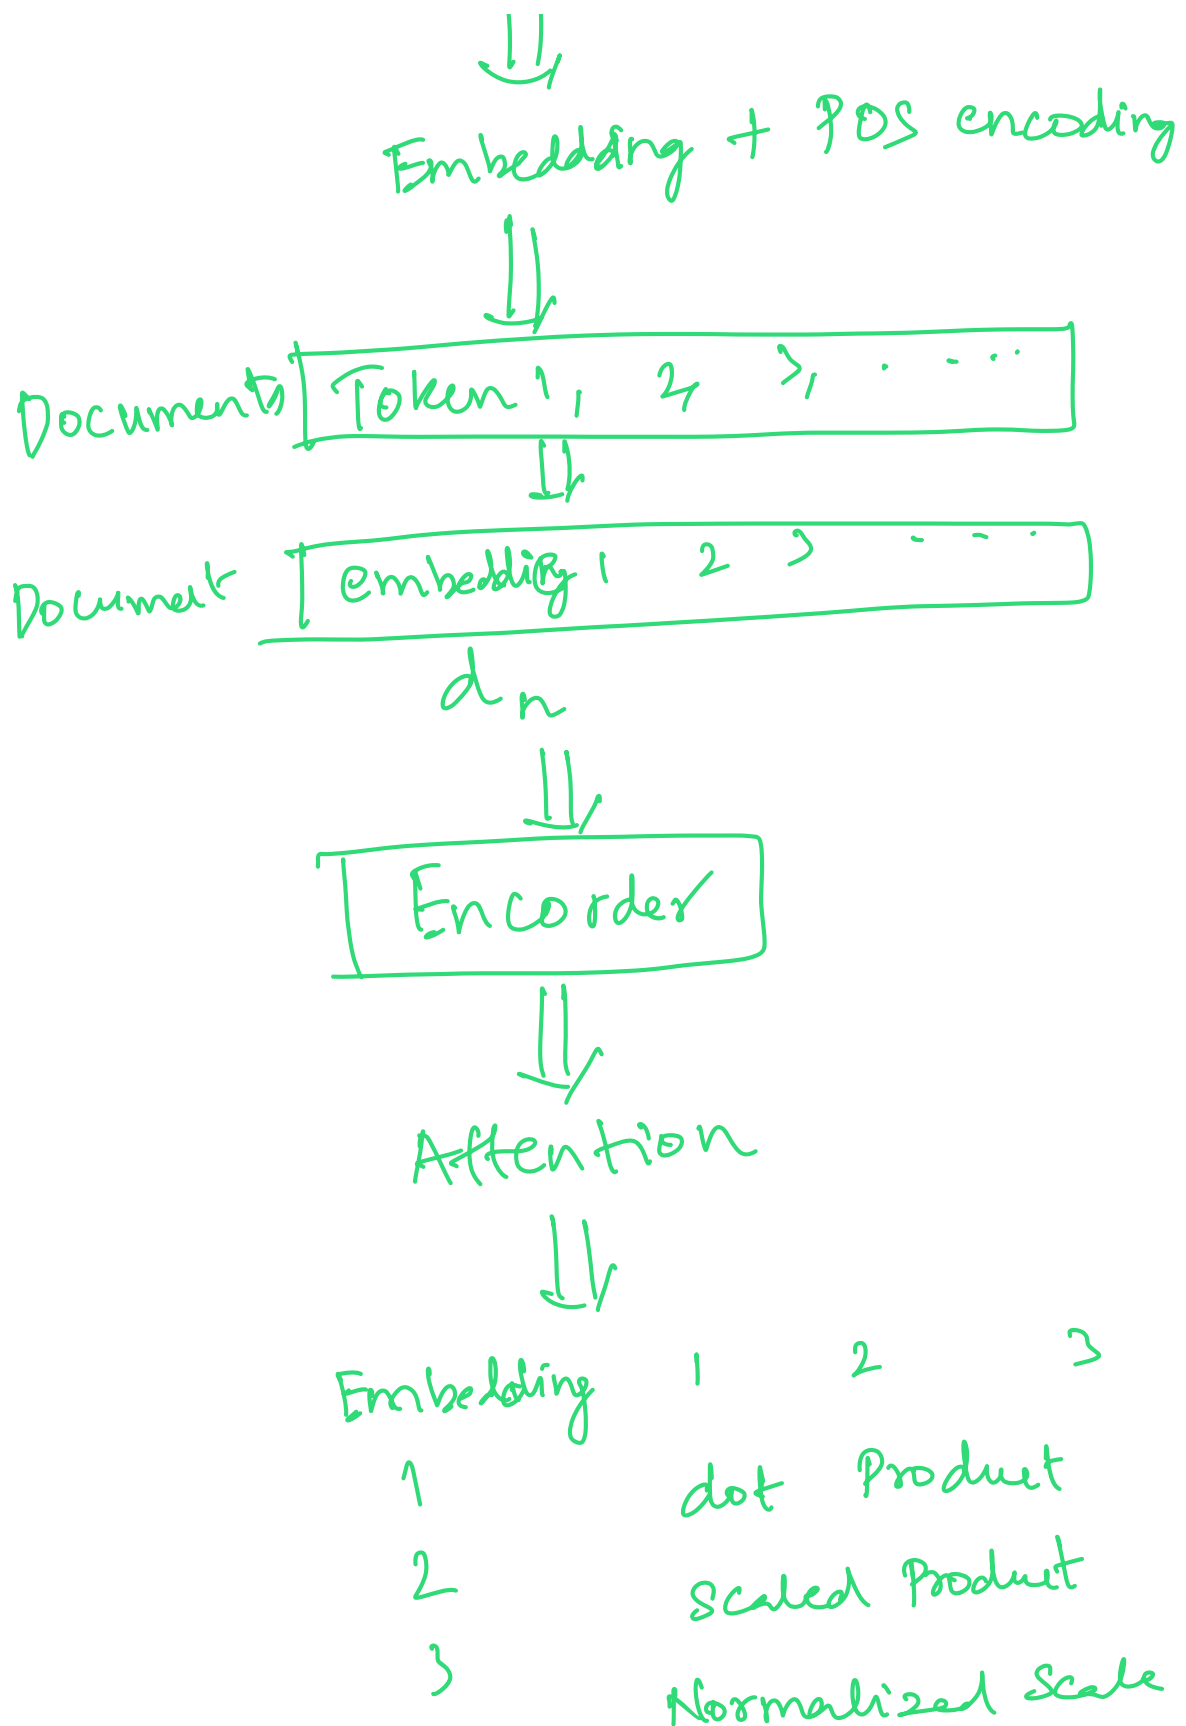 Embedding + POS encoding
Documents Token 1, 2, 3, . - ...
Document embedding 1 2 3 - - - .
dn
Encorder
Attention
Embedding 1 2 3
1 dot Product
2 scaled Product
3 Normalized scale